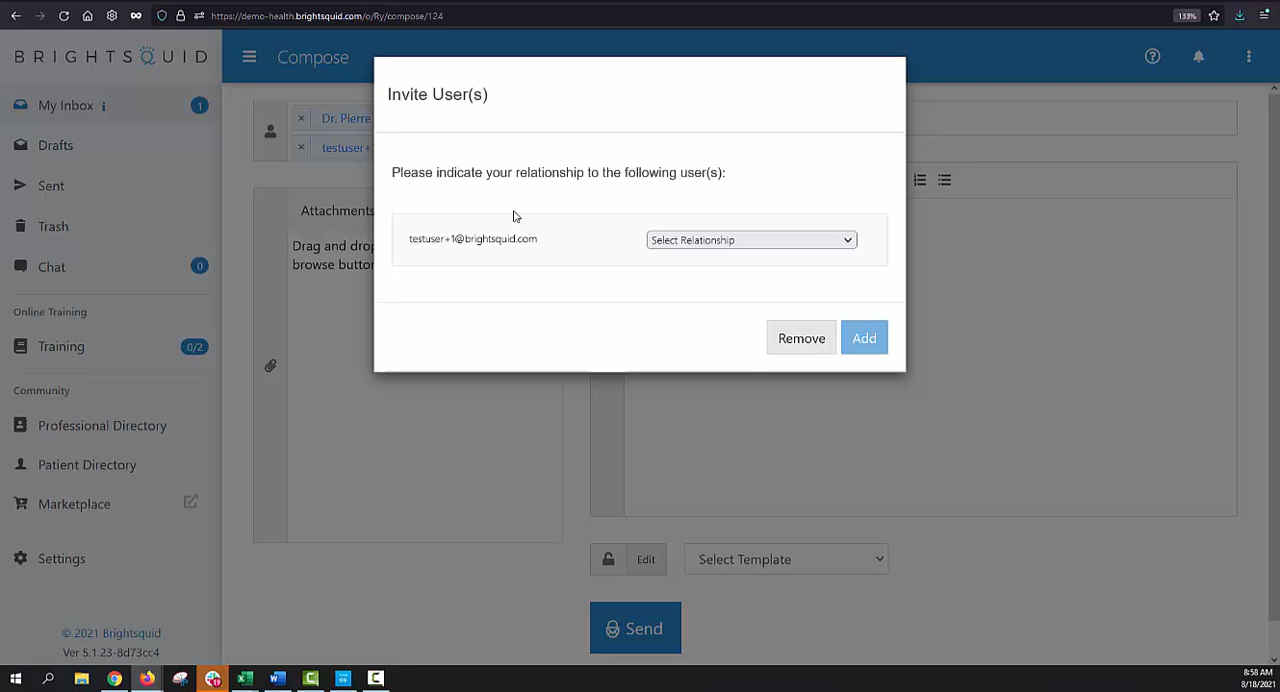 https://demo-health.brightsquid.com/o/Ry/compose/124
133%
BRIGHTSQUID
Compose
My Inbox
1
Drafts
Sent
Trash
Chat
0
Online Training
Training
0/2
Community
Professional Directory
Patient Directory
Marketplace
Settings
© 2021 Brightsquid
Ver 5.1.23-8d73cc4
Dr. Pierre
testuser+
Attachments
Drag and drop
browse button
Invite User(s)
Please indicate your relationship to the following user(s):
testuser+1@brightsquid.com
Select Relationship
Remove
Add
Edit
Select Template
Send
8:58 AM
8/18/2021